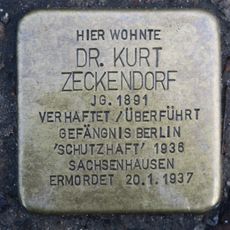 HIER WOHNTE
DR. KURT
ZECKENDORF
JG. 1891
VERHAFTET / ÜBERFÜHRT
GEFÄNGNIS BERLIN
'SCHUTZHAFT' 1936
SACHSENHAUSEN
ERMORDET 20.1.1937